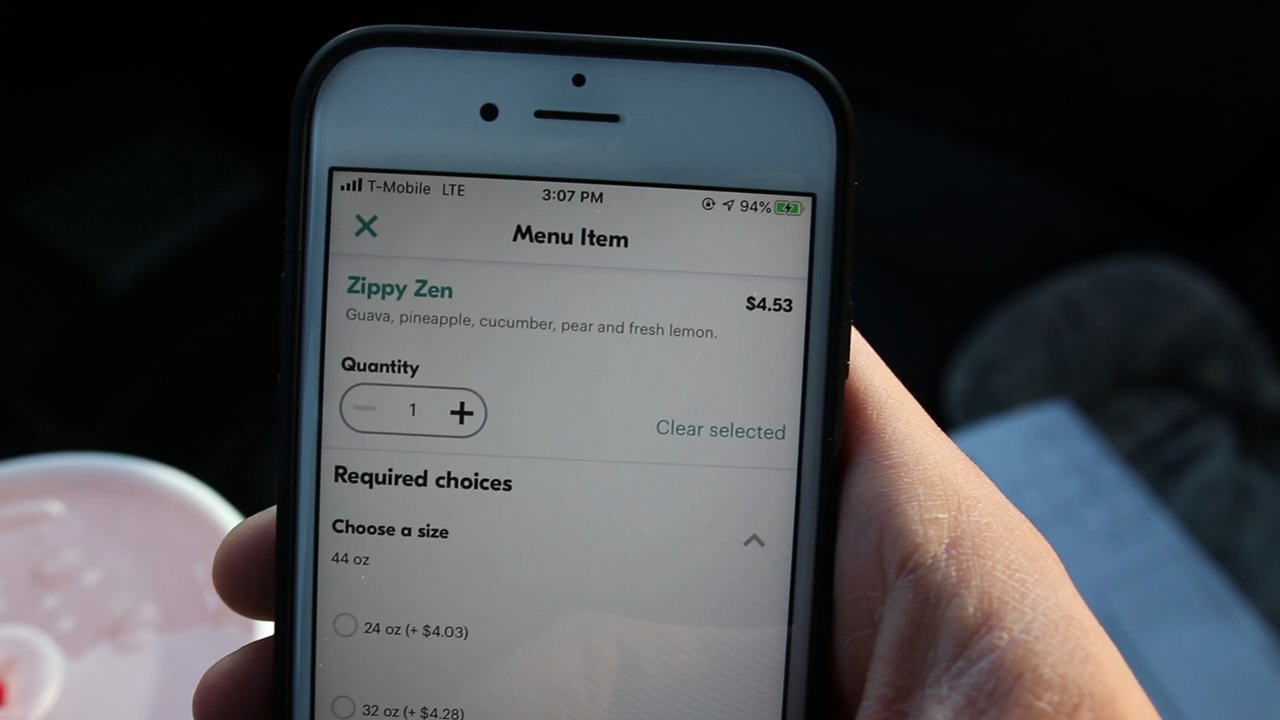 T-Mobile LTE 3:07 PM 94%
Menu Item
Zippy Zen $4.53
Guava, pineapple, cucumber, pear and fresh lemon.
Quantity
1
Clear selected
Required choices
Choose a size
44 oz
24 oz (+ $4.03)
32 oz (+ $4.28)